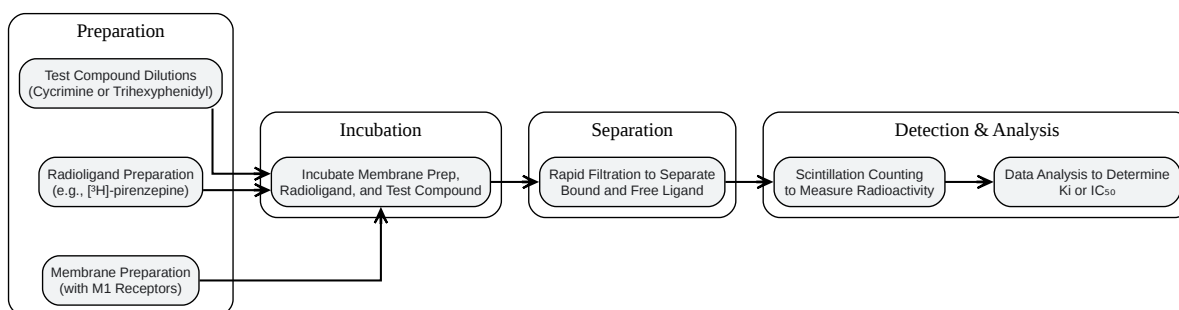 Preparation
Test Compound Dilutions
(Cycrimine or Trihexyphenidyl)
Radioligand Preparation
(e.g., [³H]-pirenzepine)
Membrane Preparation
(with M1 Receptors)
Incubation
Incubate Membrane Prep,
Radioligand, and Test Compound
Separation
Rapid Filtration to Separate
Bound and Free Ligand
Detection & Analysis
Scintillation Counting
to Measure Radioactivity
Data Analysis to Determine
Ki or IC₅₀